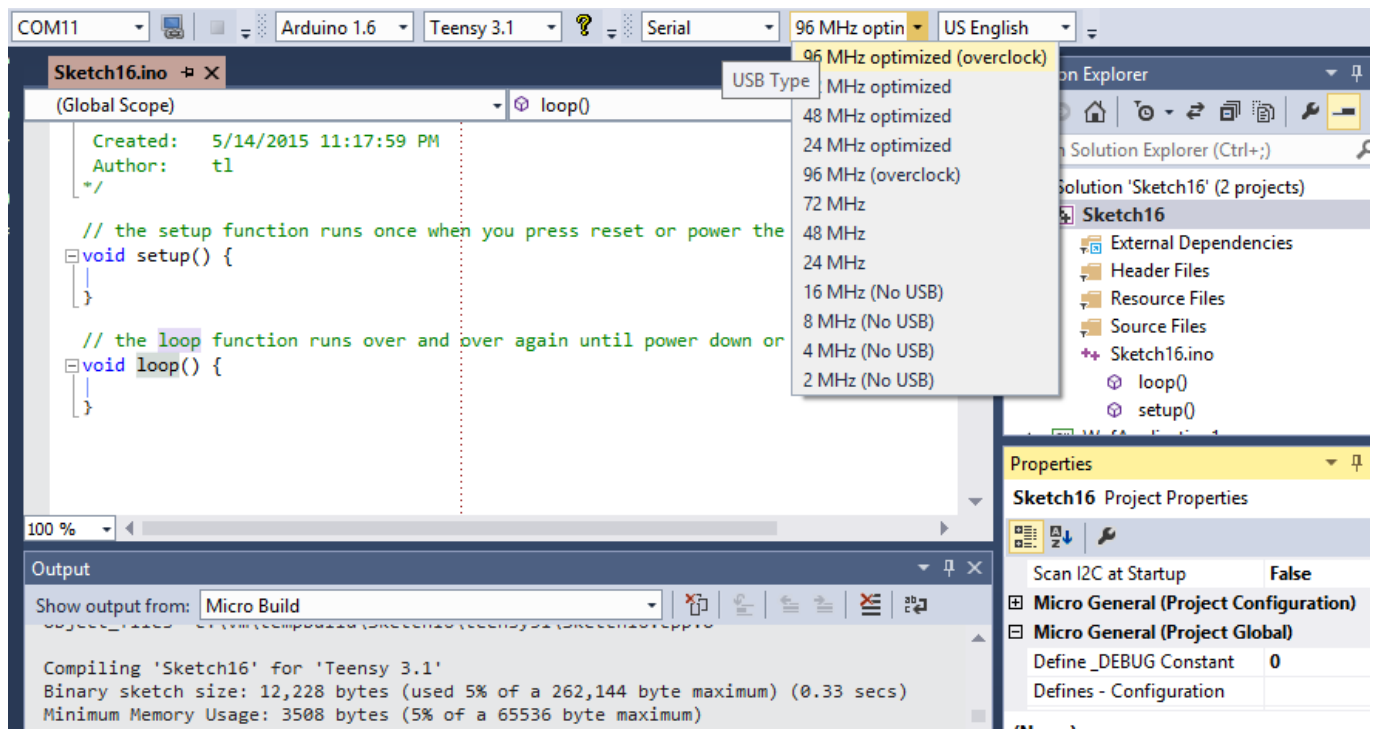 COM11 Arduino 1.6 Teensy 3.1 Serial 96 MHz optin US English
Sketch16.ino
(Global Scope) loop()
Created: 5/14/2015 11:17:59 PM
Author: tl
*/
// the setup function runs once when you press reset or power the
void setup() {
}
// the loop function runs over and over again until power down or
void loop() {
}
100 %
USB Type
96 MHz optimized (overclock)
MHz optimized
48 MHz optimized
24 MHz optimized
96 MHz (overclock)
72 MHz
48 MHz
24 MHz
16 MHz (No USB)
8 MHz (No USB)
4 MHz (No USB)
2 MHz (No USB)
on Explorer
Solution Explorer (Ctrl+;)
Solution 'Sketch16' (2 projects)
Sketch16
External Dependencies
Header Files
Resource Files
Source Files
Sketch16.ino
loop()
setup()
Output
Show output from: Micro Build
Compiling 'Sketch16' for 'Teensy 3.1'
Binary sketch size: 12,228 bytes (used 5% of a 262,144 byte maximum) (0.33 secs)
Minimum Memory Usage: 3508 bytes (5% of a 65536 byte maximum)
Properties
Sketch16 Project Properties
Scan I2C at Startup False
Micro General (Project Configuration)
Micro General (Project Global)
Define _DEBUG Constant 0
Defines - Configuration